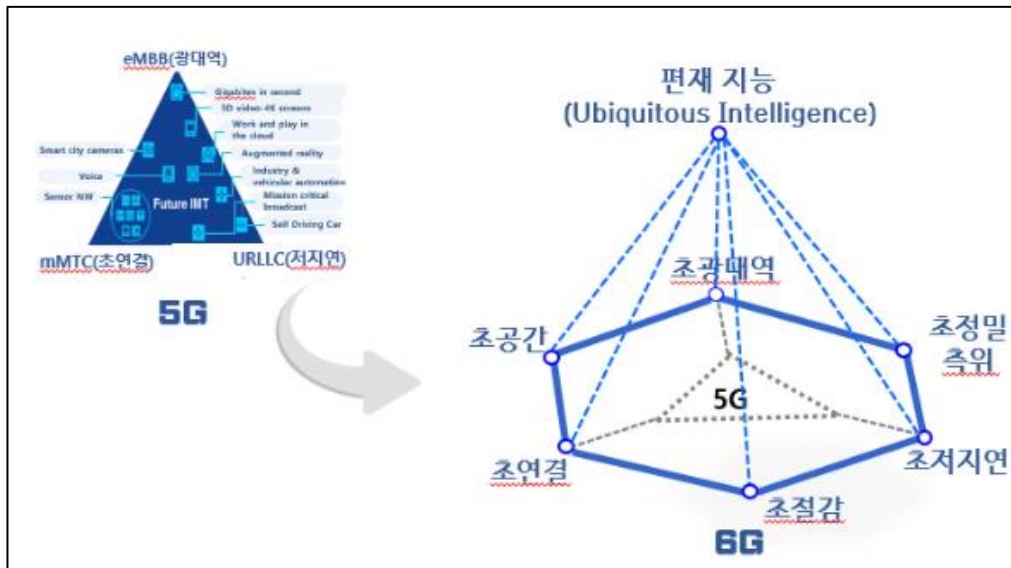 eMBB(광대역)
Gigabites in second
3D video-4K screens
Work and play in
the cloud
Smart city cameras
Augmented reality
Voice
Industry &
vehicular automation
Sensor NW
Future IMT
Mission critical
broadcast
Self Driving Car
mMTC(초연결)
URLLC(저지연)
5G
편재 지능
(Ubiquitous Intelligence)
초광대역
초공간
초정밀
측위
5G
초연결
초저지연
초절감
6G